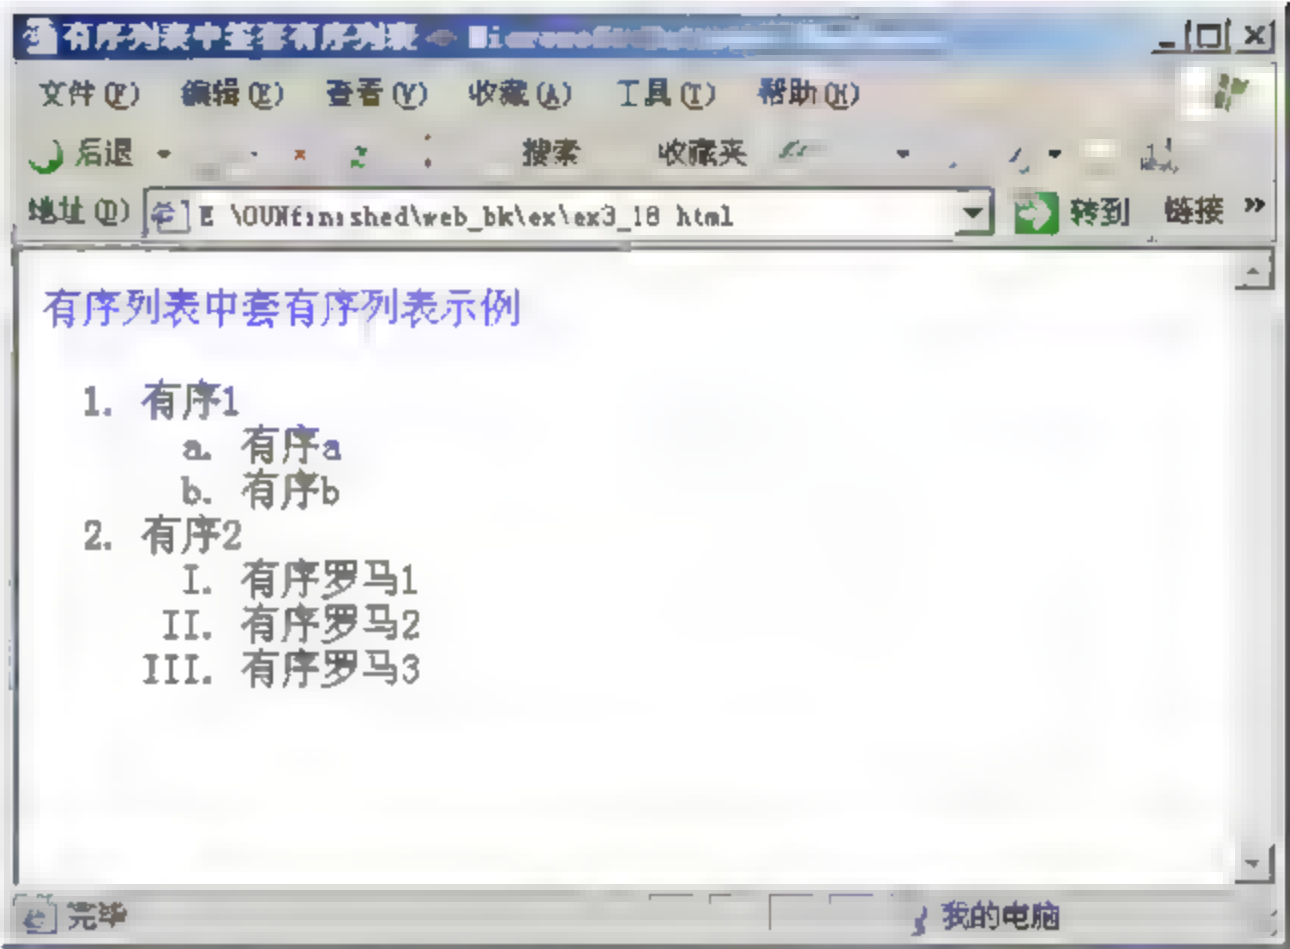 有序列表中签套有序列表
文件(F) 编辑(E) 查看(V) 收藏(A) 工具(T) 帮助(H)
后退 搜索 收藏夹
地址(D) E \OUNfinished\web_bk\ex\ex3_18 html 转到 链接 »
有序列表中套有序列表示例
1. 有序1
a. 有序a
b. 有序b
2. 有序2
I. 有序罗马1
II. 有序罗马2
III. 有序罗马3
完毕 我的电脑